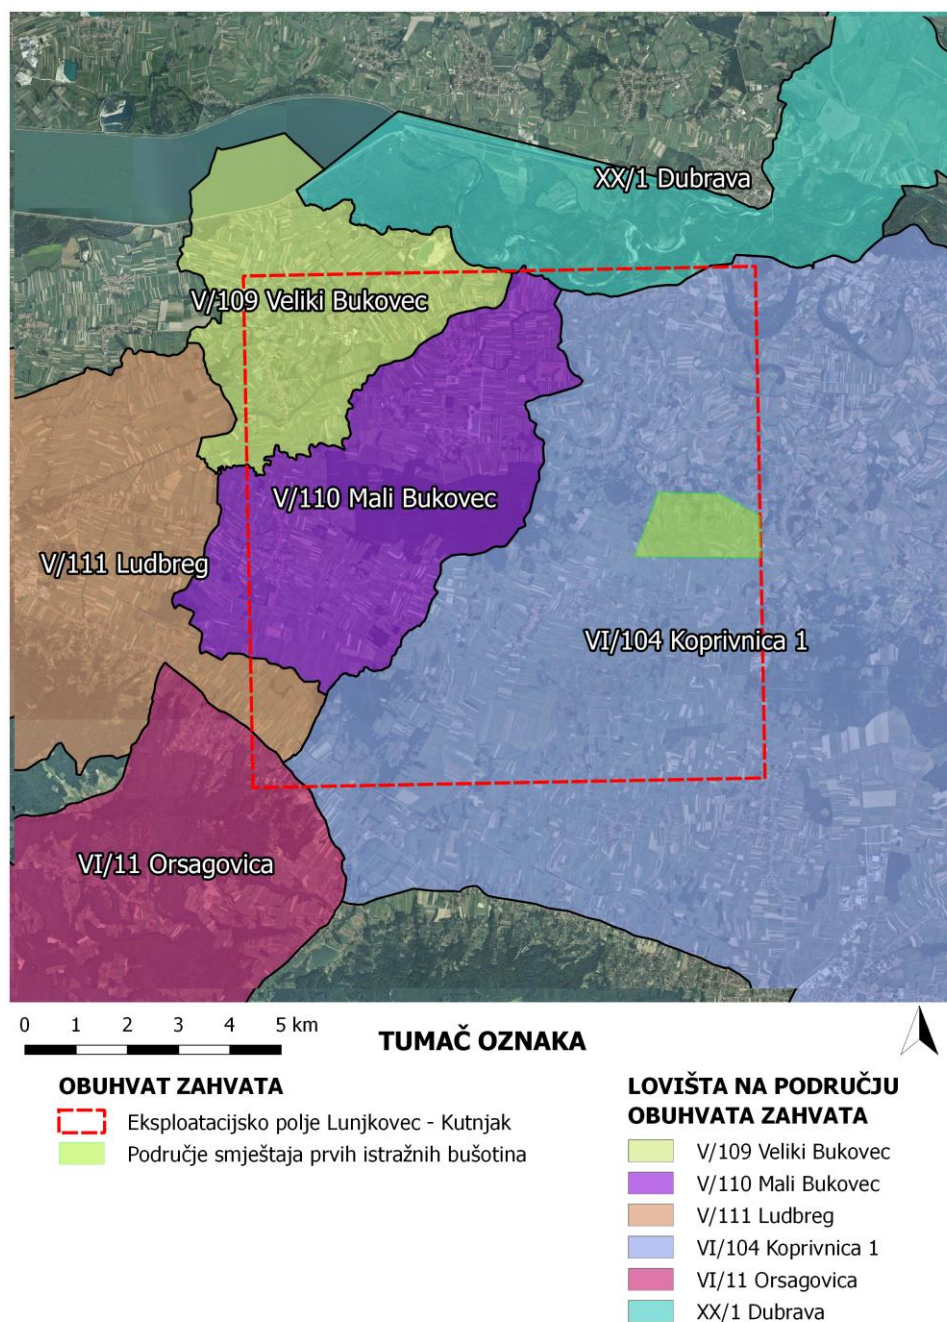 XX/1 Dubrava
V/109 Veliki Bukovec
V/110 Mali Bukovec
V/111 Ludbreg
VI/104 Koprivnica 1
VI/11 Orsagovica
0 1 2 3 4 5 km
TUMAČ OZNAKA
OBUHVAT ZAHVATA
Eksploatacijsko polje Lunjkovec - Kutnjak
Područje smještaja prvih istražnih bušotina
LOVIŠTA NA PODRUČJU
OBUHVATA ZAHVATA
V/109 Veliki Bukovec
V/110 Mali Bukovec
V/111 Ludbreg
VI/104 Koprivnica 1
VI/11 Orsagovica
XX/1 Dubrava